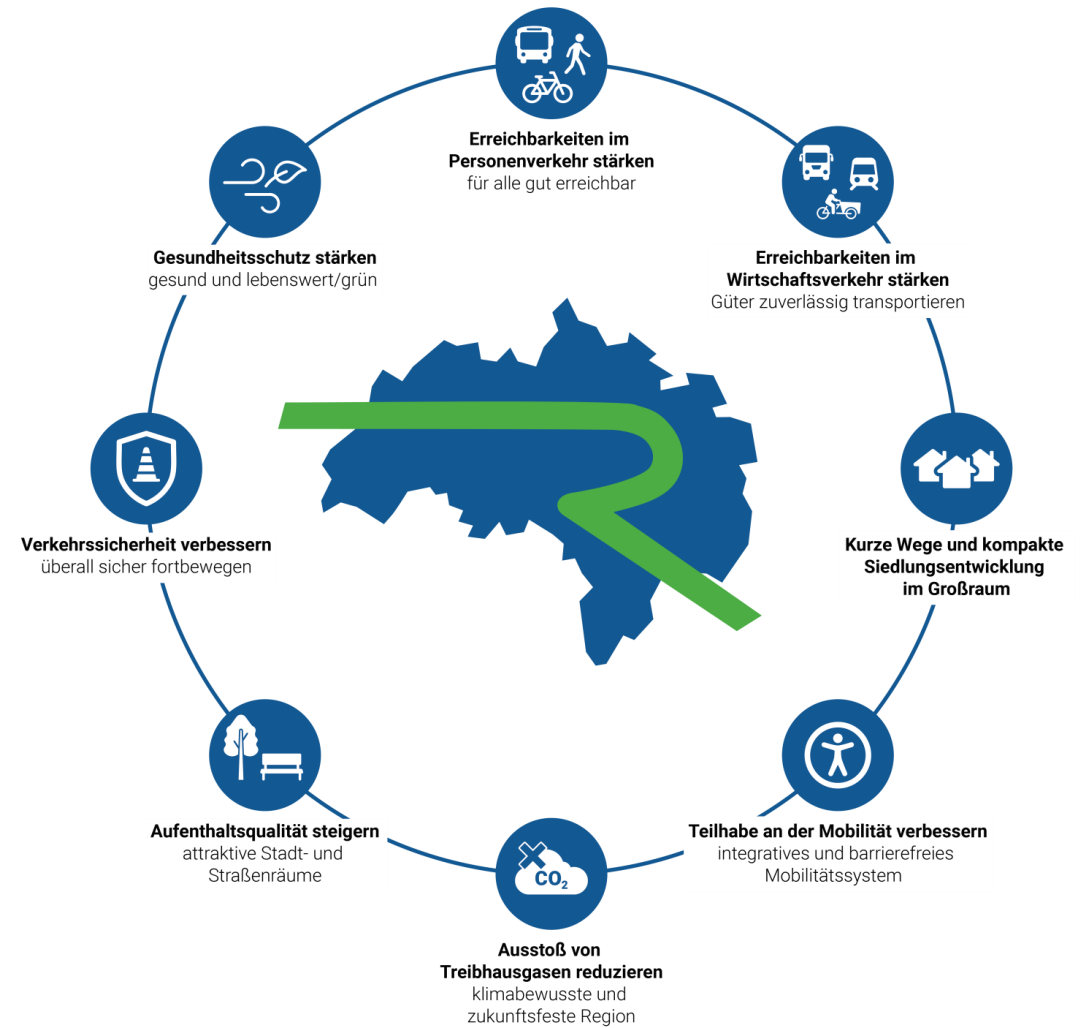 Erreichbarkeiten im
Personenverkehr stärken
für alle gut erreichbar
Erreichbarkeiten im
Wirtschaftsverkehr stärken
Güter zuverlässig transportieren
Kurze Wege und kompakte
Siedlungsentwicklung
im Großraum
Teilhabe an der Mobilität verbessern
integratives und barrierefreies
Mobilitätssystem
CO₂
Ausstoß von
Treibhausgasen reduzieren
klimabewusste und
zukunftsfeste Region
Aufenthaltsqualität steigern
attraktive Stadt- und
Straßenräume
Verkehrssicherheit verbessern
überall sicher fortbewegen
Gesundheitsschutz stärken
gesund und lebenswert/grün